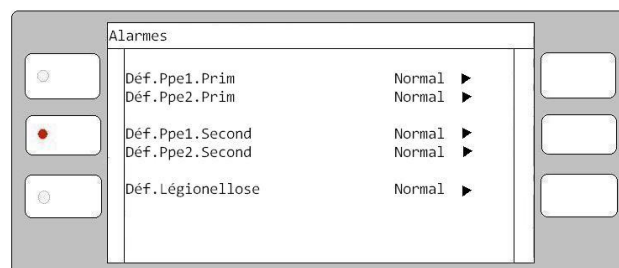 Alarmes
Déf.Ppe1.Prim Normal ▶
Déf.Ppe2.Prim Normal ▶
Déf.Ppe1.Second Normal ▶
Déf.Ppe2.Second Normal ▶
Déf.Légionellose Normal ▶